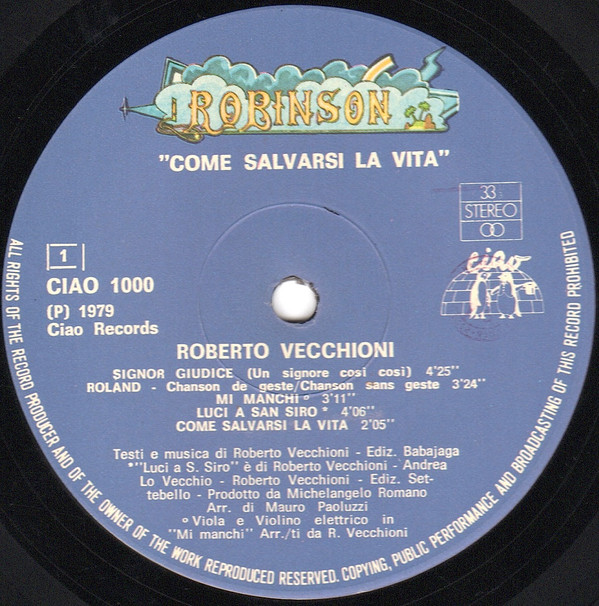 ROBINSON
"COME SALVARSI LA VITA"
33
STEREO
1
CIAO 1000
(P) 1979
Ciao Records
ciao
ROBERTO VECCHIONI
SIGNOR GIUDICE (Un signore così così) 4'25''
ROLAND - Chanson de geste/Chanson sans geste 3'24''
MI MANCHI º 3'11''
LUCI A SAN SIRO * 4'06''
COME SALVARSI LA VITA 2'05''
Testi e musica di Roberto Vecchioni - Ediz. Babajaga
*''Luci a S. Siro'' è di Roberto Vecchioni - Andrea
Lo Vecchio - Roberto Vecchioni - Ediz. Set-
tebello - Prodotto da Michelangelo Romano
Arr. di Mauro Paoluzzi
º Viola e Violino elettrico in
''Mi manchi'' Arr./ti da R. Vecchioni
ALL RIGHTS OF THE RECORD PRODUCER AND OF THE OWNER OF THE WORK REPRODUCED RESERVED. COPYING, PUBLIC PERFORMANCE AND BROADCASTING OF THIS RECORD PROHIBITED